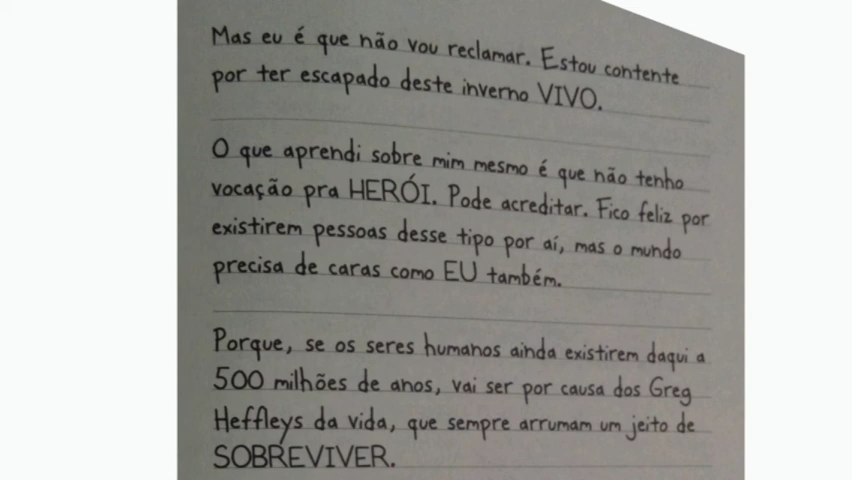 Mas eu é que não vou reclamar. Estou contente
por ter escapado deste inverno VIVO.
O que aprendi sobre mim mesmo é que não tenho
vocação pra HERÓI. Pode acreditar. Fico feliz por
existirem pessoas desse tipo por aí, mas o mundo
precisa de caras como EU também.
Porque, se os seres humanos ainda existirem daqui a
500 milhões de anos, vai ser por causa dos Greg
Heffleys da vida, que sempre arrumam um jeito de
SOBREVIVER.